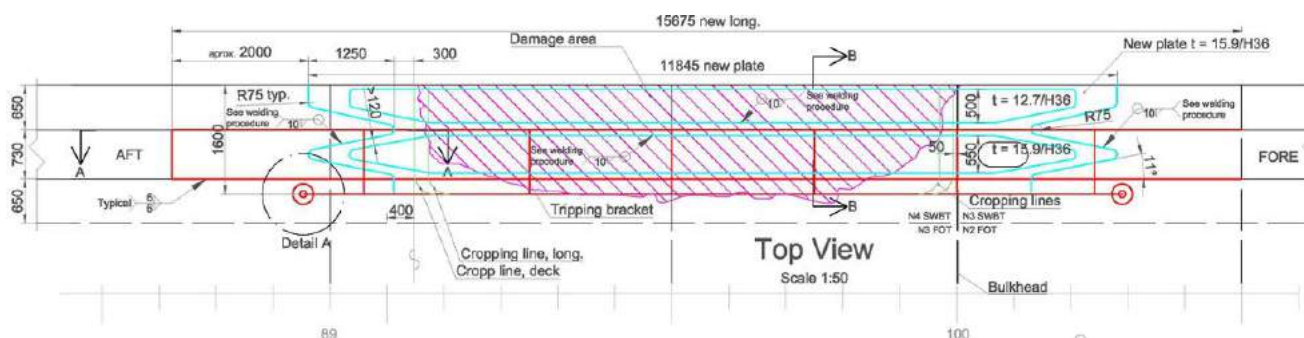 15675 new long.
Damage area
B
New plate t = 15.9/H36
aprox. 2000
1250
300
11845 new plate
R75 typ.
See welding
procedure
10
650
>120
See welding
procedure
10
500
t = 12.7/H36
R75
See welding
procedure
10
1600
730
A
AFT
20
A
See welding
procedure
10
50
550
t = 15.9/H36
11°
FORE
650
Typical
6
6
400
Tripping bracket
B
Cropping lines
N4 SWBT
N3 SWBT
N3 FOT
N2 FOT
Detail A
Cropping line, long.
Cropp line, deck
Top View
Scale 1:50
Bulkhead
89
100